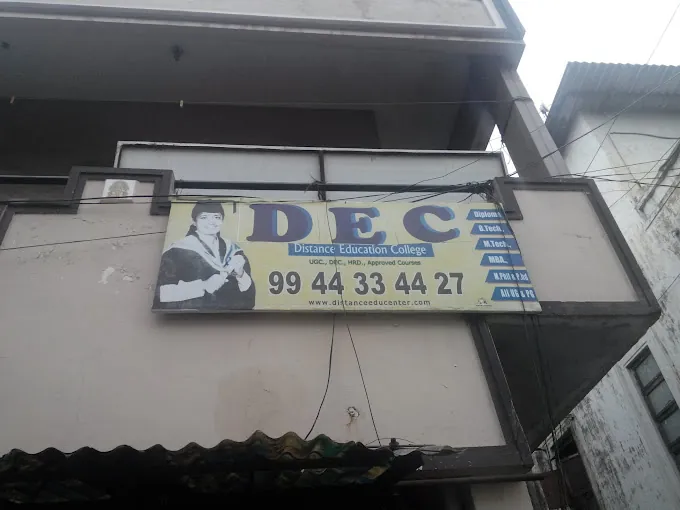 DEC
Distance Education College
UGC., DEC., HRD., Approved Courses
99 44 33 44 27
www.distanceeducenter.com
Diploma
B.Tech.,
M.Tech.,
MBA.,
M.Phil & P.hd
All UG & PG